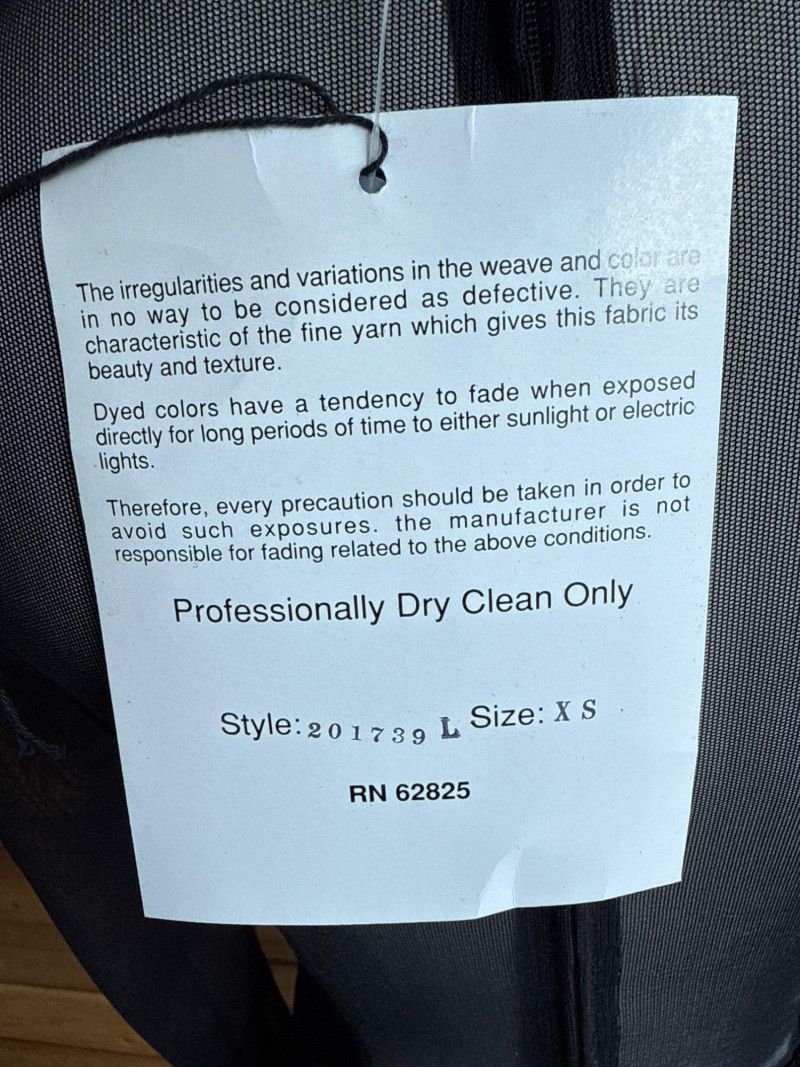 The irregularities and variations in the weave and color are
in no way to be considered as defective. They are
characteristic of the fine yarn which gives this fabric its
beauty and texture.
Dyed colors have a tendency to fade when exposed
directly for long periods of time to either sunlight or electric
lights.
Therefore, every precaution should be taken in order to
avoid such exposures. the manufacturer is not
responsible for fading related to the above conditions.
Professionally Dry Clean Only
Style: 201739 L Size: XS
RN 62825